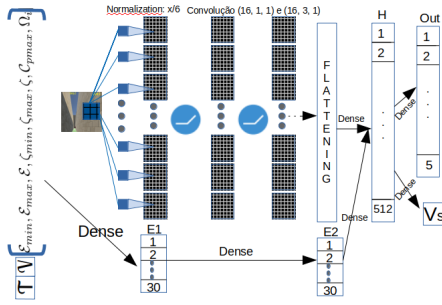 Normalization: x/6
Convolução (16, 1, 1) e (16, 3, 1)
H
Out
1
2
512
1
2
5
FLATTENING
Dense
Dense
Dense
Dense
Dense
Dense
E1
1
2
30
E2
1
2
30
Vs
T